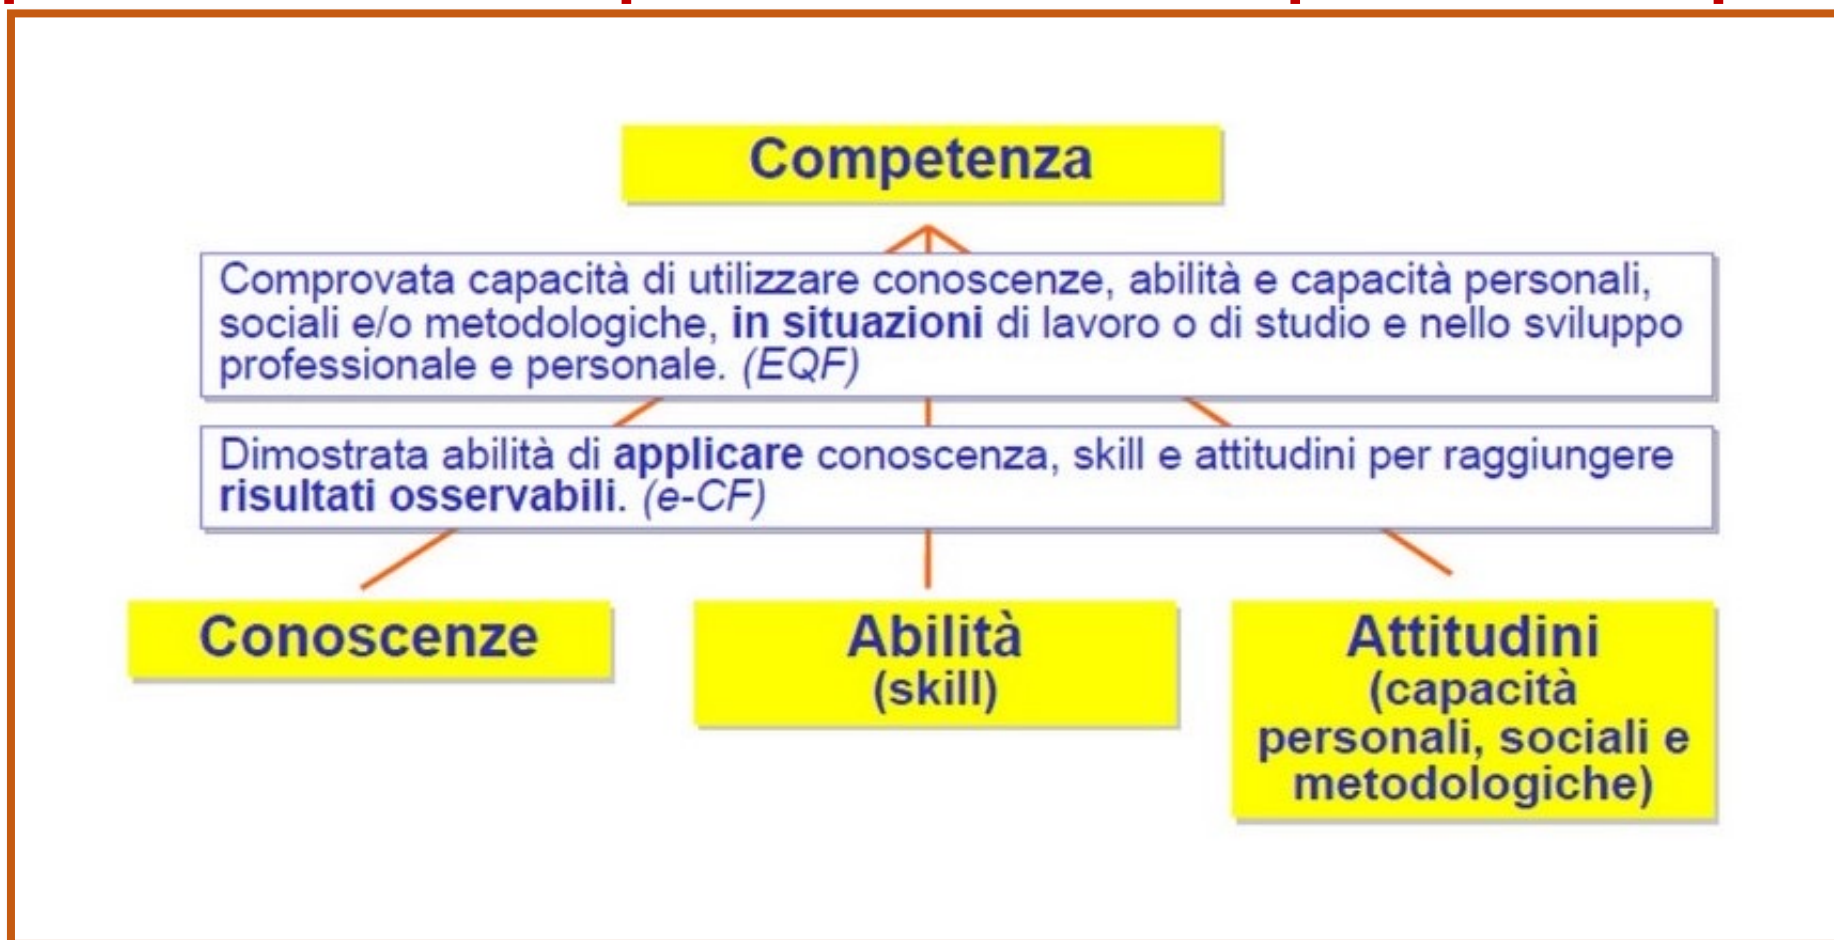 Competenza
Comprovata capacità di utilizzare conoscenze, abilità e capacità personali,
sociali e/o metodologiche, in situazioni di lavoro o di studio e nello sviluppo
professionale e personale. (EQF)
Dimostrata abilità di applicare conoscenza, skill e attitudini per raggiungere
risultati osservabili. (e-CF)
Conoscenze
Abilità
(skill)
Attitudini
(capacità
personali, sociali e
metodologiche)